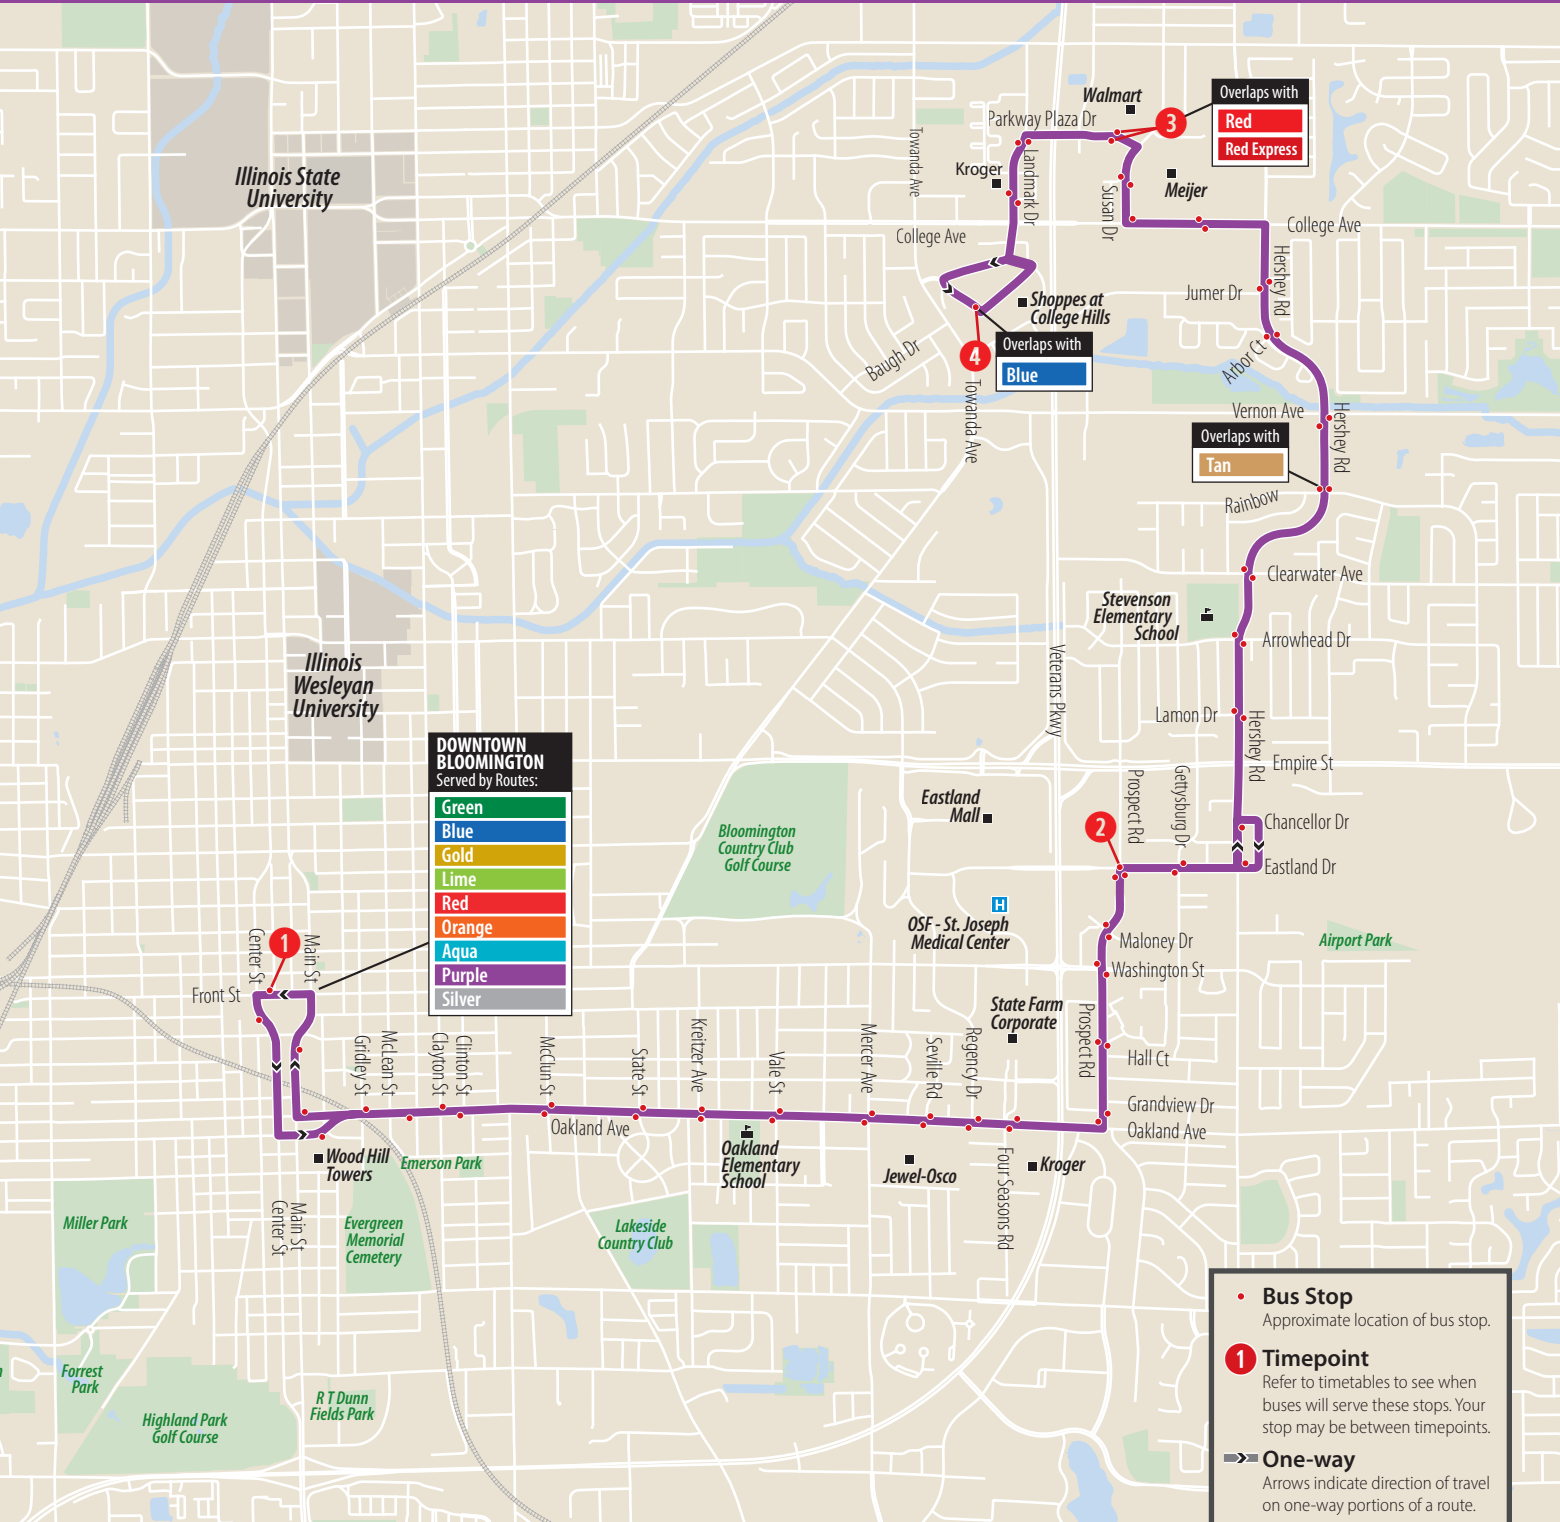 Walmart
Parkway Plaza Dr
3
Overlaps with
Red
Red Express
Towanda Ave
Kroger
Landmark Dr
Meijer
Susan Dr
Illinois State
University
College Ave
College Ave
Hershey Rd
Jumer Dr
Shoppes at
College Hills
Overlaps with
Blue
4
Baugh Dr
Arbor Ct
Towanda Ave
Vernon Ave
Hershey Rd
Overlaps with
Tan
Rainbow
Clearwater Ave
Stevenson
Elementary
School
Arrowhead Dr
Veterans Pkwy
Illinois
Wesleyan
University
Lamon Dr
Hershey Rd
Empire St
DOWNTOWN
BLOOMINGTON
Served by Routes:
Green
Blue
Gold
Lime
Red
Orange
Aqua
Purple
Silver
Eastland
Mall
Prospect Rd
Gettysburg Dr
2
Chancellor Dr
Bloomington
Country Club
Golf Course
Eastland Dr
H
OSF - St. Joseph
Medical Center
Maloney Dr
Airport Park
Washington St
Center St
1
Main St
Front St
State Farm
Corporate
Prospect Rd
Hall Ct
Gridley St
McLean St
Clayton St
Clinton St
McClun St
State St
Kreitzer Ave
Vale St
Mercer Ave
Seville Rd
Regency Dr
Grandview Dr
Oakland Ave
Oakland Ave
Wood Hill
Towers
Emerson Park
Oakland
Elementary
School
Jewel-Osco
Four Seasons Rd
Kroger
Main St
Center St
Miller Park
Evergreen
Memorial
Cemetery
Lakeside
Country Club
Forrest
Park
R T Dunn
Fields Park
Highland Park
Golf Course
Bus Stop
Approximate location of bus stop.
1 Timepoint
Refer to timetables to see when
buses will serve these stops. Your
stop may be between timepoints.
One-way
Arrows indicate direction of travel
on one-way portions of a route.